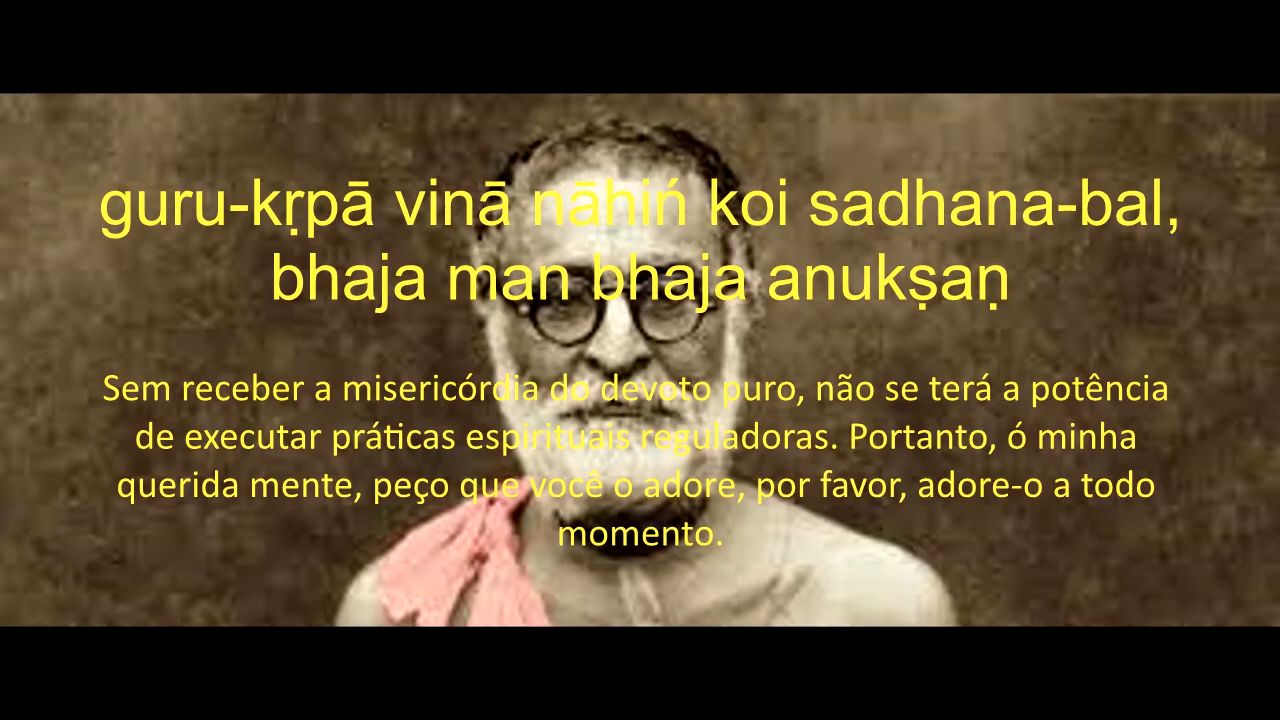 guru-kṛpā vinā nāhiń koi sadhana-bal,
bhaja man bhaja anukṣaṇ
Sem receber a misericórdia do devoto puro, não se terá a potência
de executar práticas espirituais reguladoras. Portanto, ó minha
querida mente, peço que você o adore, por favor, adore-o a todo
momento.